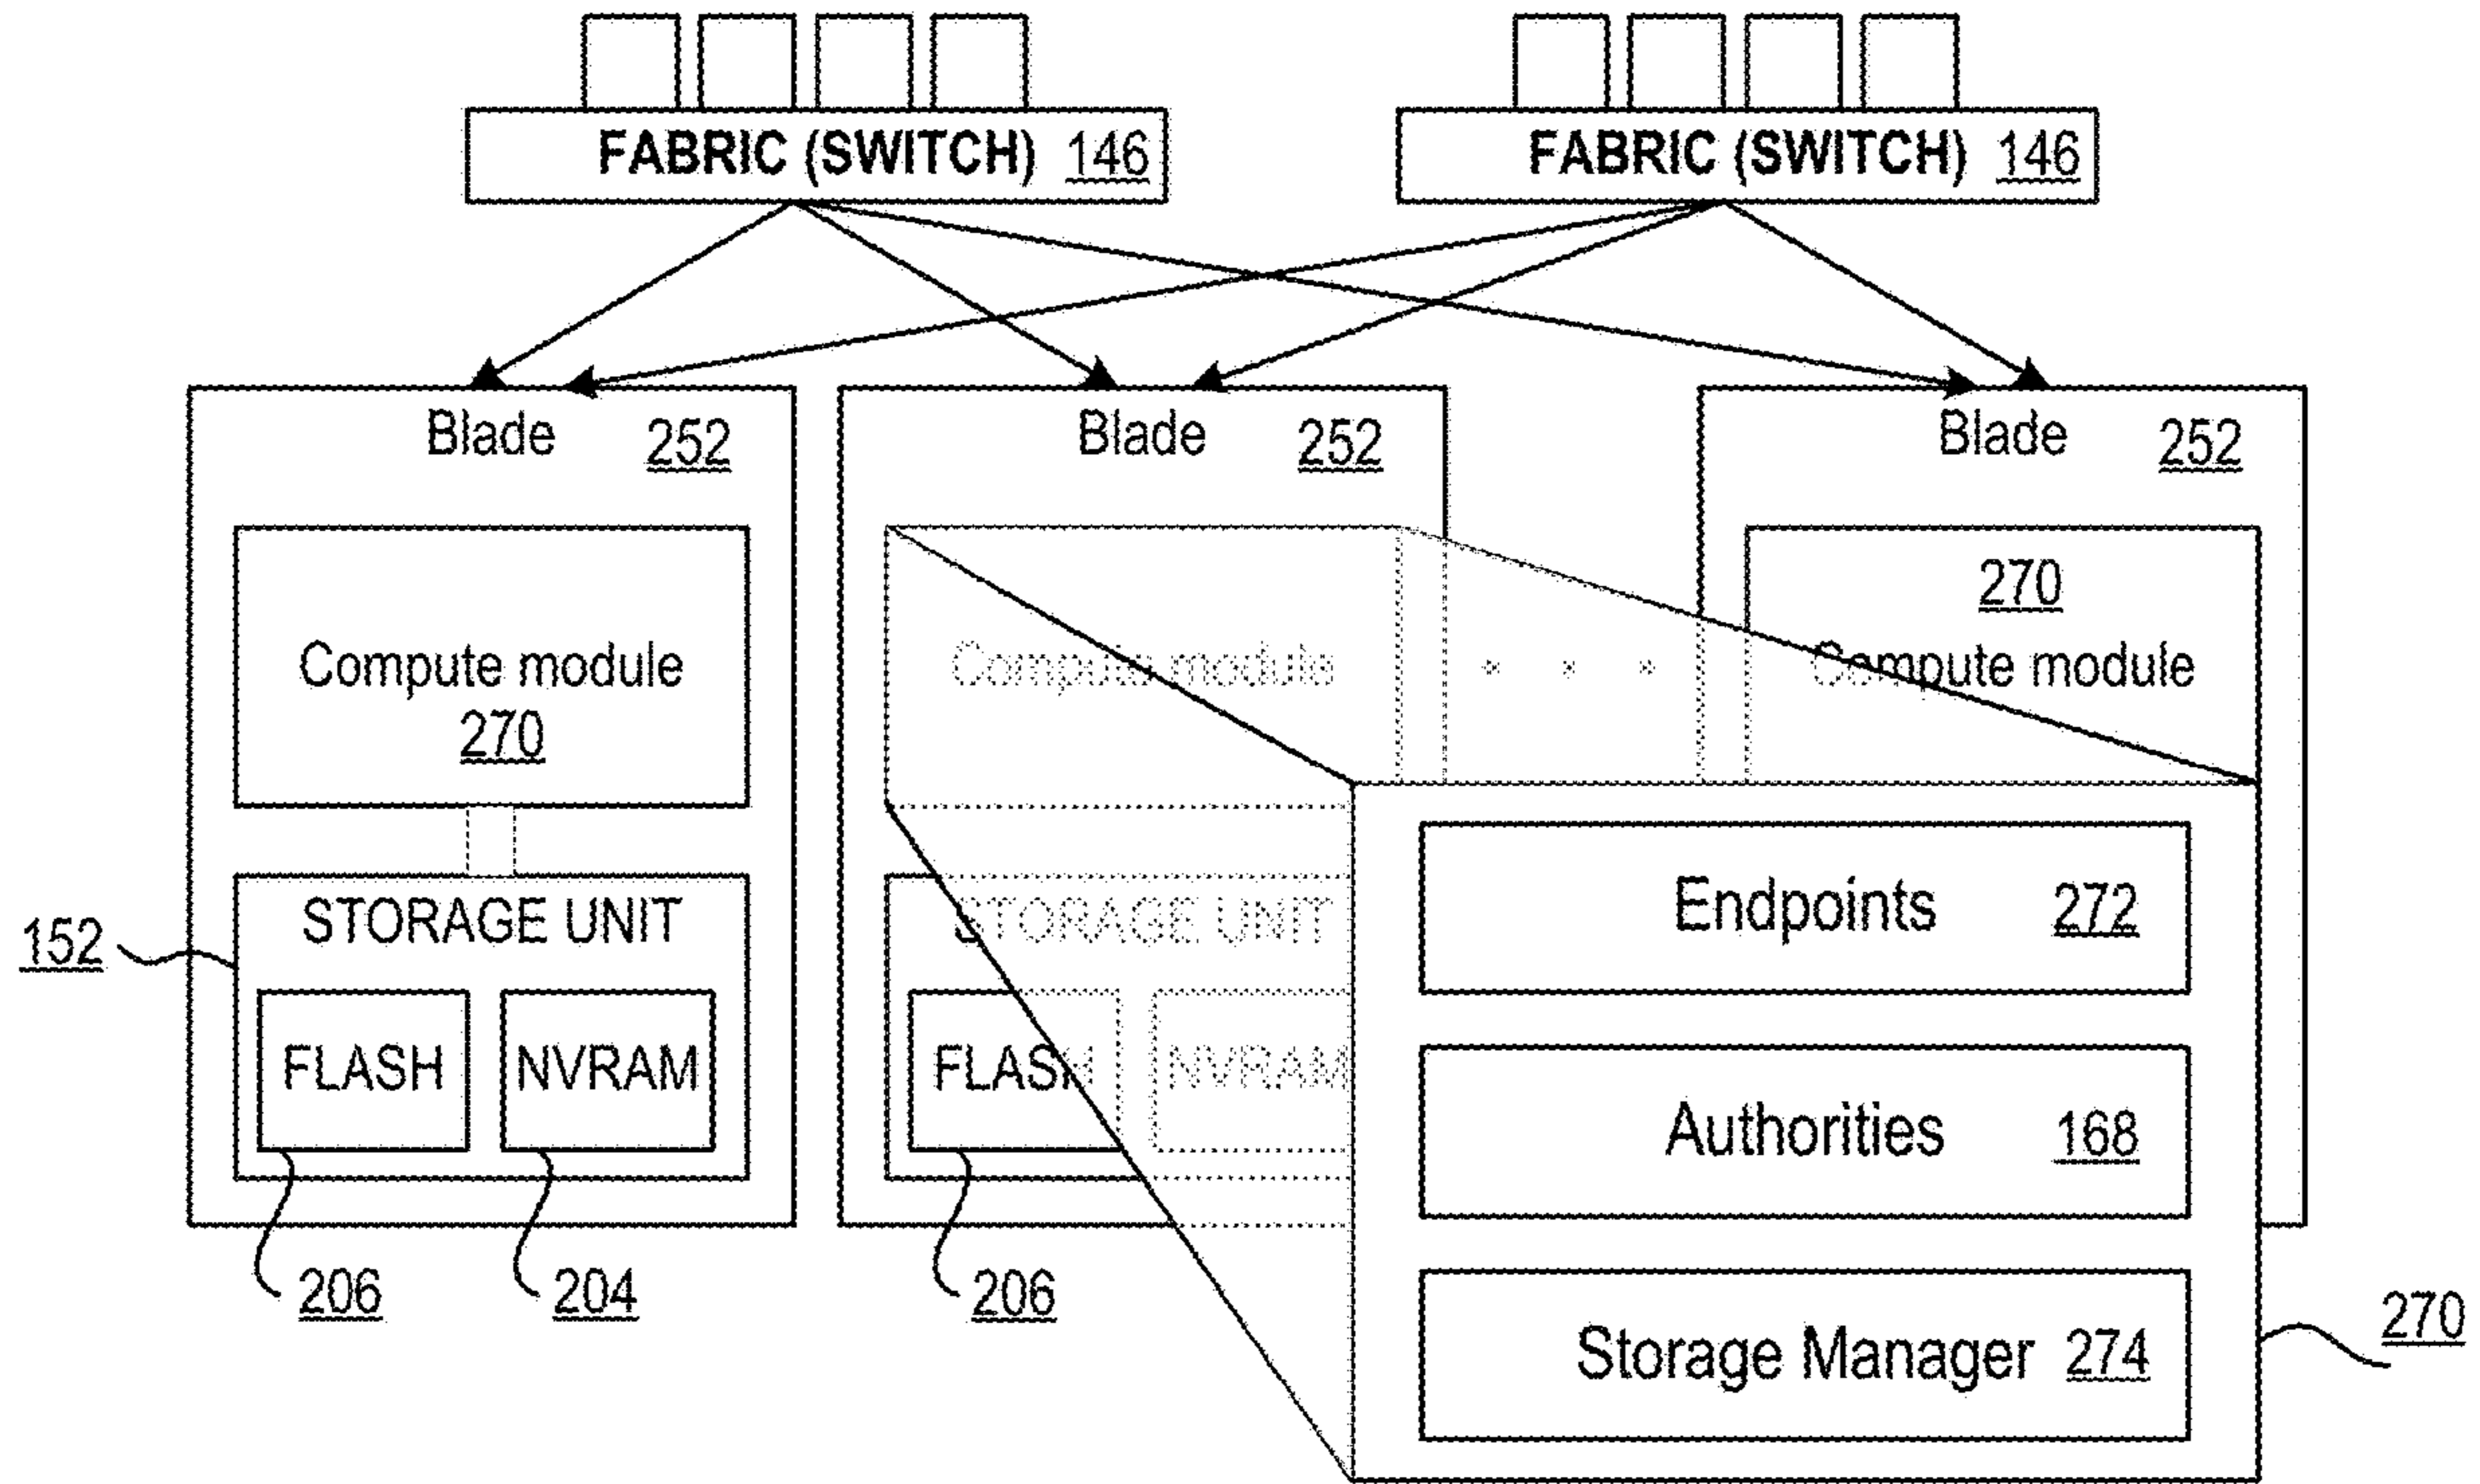 FABRIC (SWITCH) 146
FABRIC (SWITCH) 146
Blade 252
Blade 252
Blade 252
Compute module
270
Compute module
270
Compute module
152
STORAGE UNIT
FLASH
NVRAM
206
204
STORAGE UNIT
FLASH
NVRAM
206
Endpoints 272
Authorities 168
Storage Manager 274
270